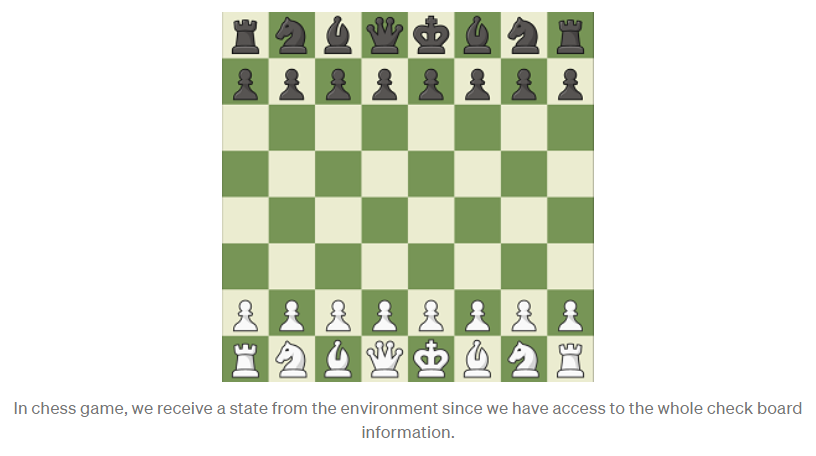 In chess game, we receive a state from the environment since we have access to the whole check board
information.